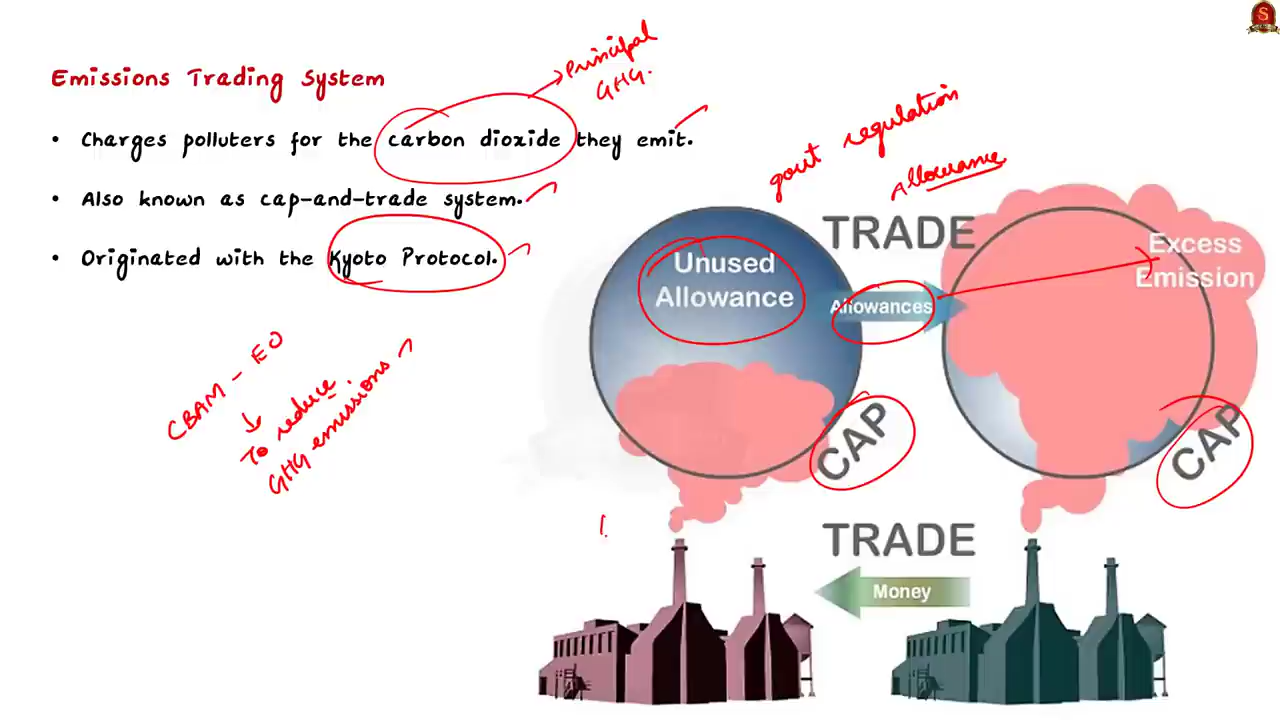 Emissions Trading System
Principal
GHG.
• Charges polluters for the carbon dioxide they emit.
• Also known as cap-and-trade system.
• Originated with the Kyoto Protocol.
CBAM - EU
To reduce
GHG emissions
govt regulation
Allowance
TRADE
Unused
Allowance
Allowances
Excess
Emission
CAP
CAP
TRADE
Money
S